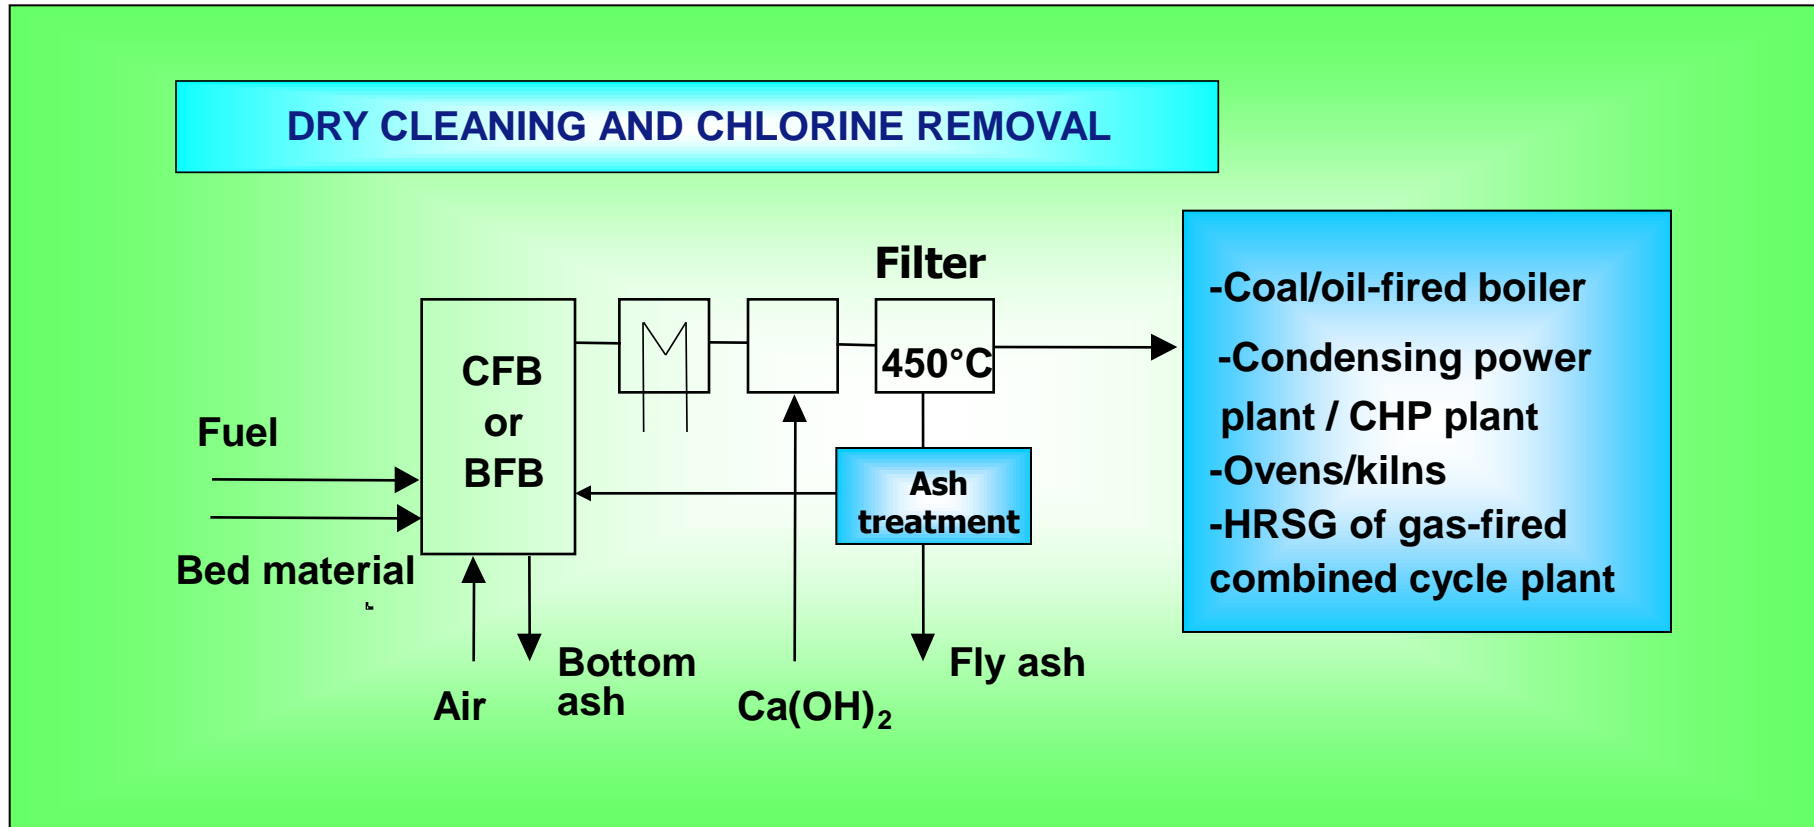 DRY CLEANING AND CHLORINE REMOVAL
Filter
450°C
CFB
or
BFB
Fuel
Bed material
Air
Bottom
ash
Ca(OH)₂
Ash
treatment
Fly ash
-Coal/oil-fired boiler
-Condensing power
plant / CHP plant
-Ovens/kilns
-HRSG of gas-fired
combined cycle plant